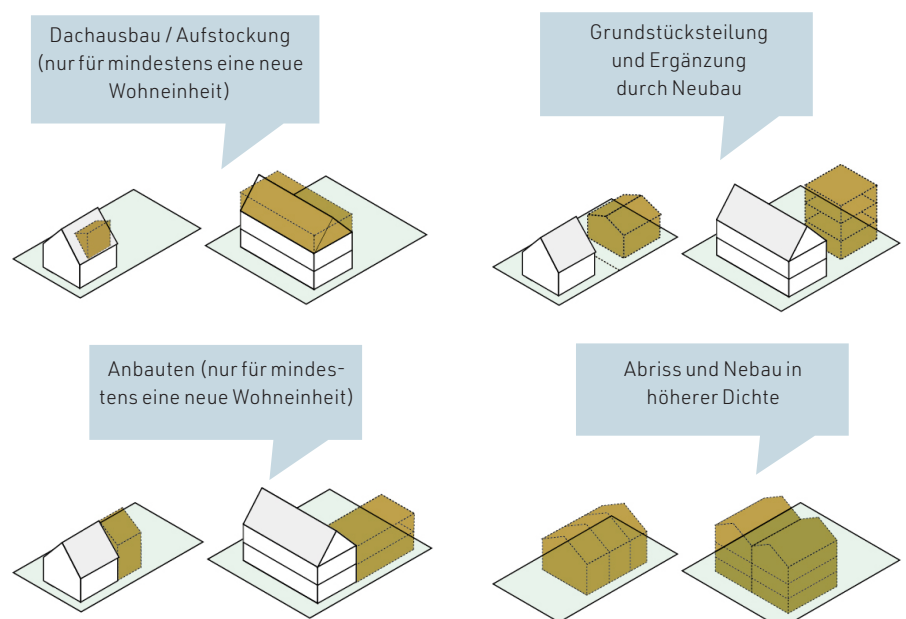 Dachausbau / Aufstockung
(nur für mindestens eine neue
Wohneinheit)
Grundstücksteilung
und Ergänzung
durch Neubau
Anbauten (nur für mindes-
tens eine neue Wohneinheit)
Abriss und Nebau in
höherer Dichte